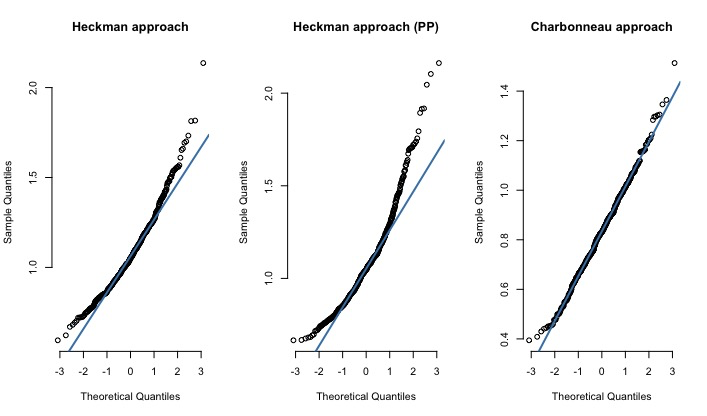 Heckman approach
Sample Quantiles
2.0
1.5
1.0
-3 -2 -1 0 1 2 3
Theoretical Quantiles
Heckman approach (PP)
Sample Quantiles
2.0
1.5
1.0
-3 -2 -1 0 1 2 3
Theoretical Quantiles
Charbonneau approach
Sample Quantiles
1.4
1.2
1.0
0.8
0.6
0.4
-3 -2 -1 0 1 2 3
Theoretical Quantiles